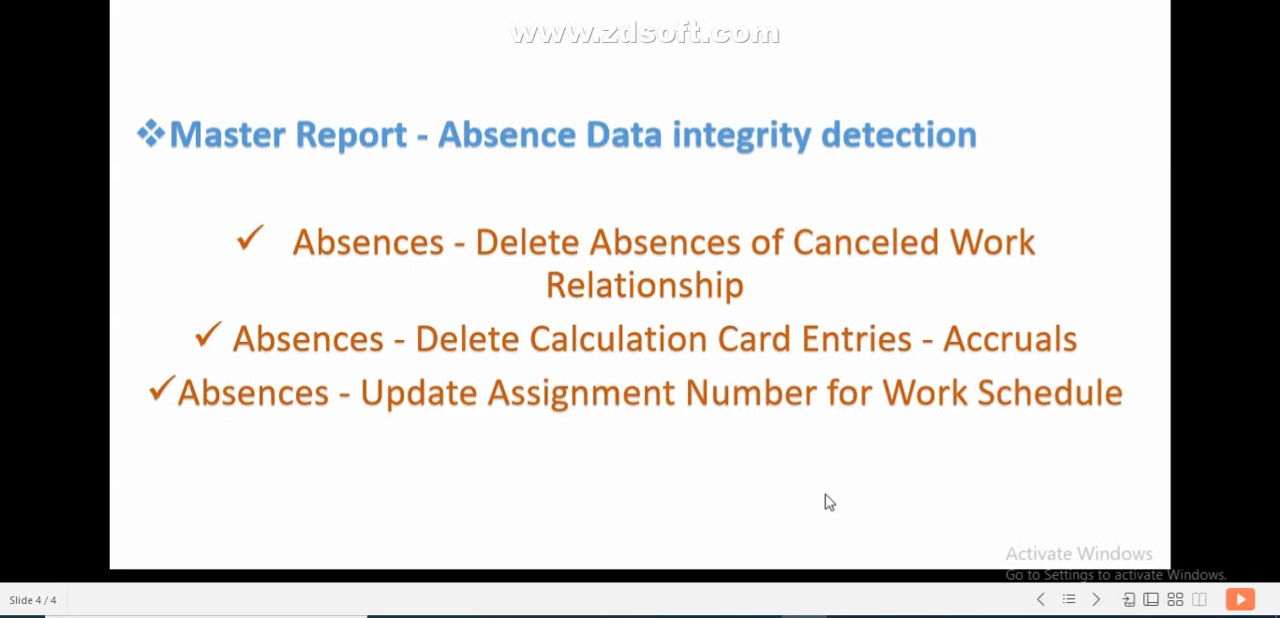 www.zdsoft.com
❖Master Report - Absence Data integrity detection
✓ Absences - Delete Absences of Canceled Work
Relationship
✓ Absences - Delete Calculation Card Entries - Accruals
✓Absences - Update Assignment Number for Work Schedule
Activate Windows
Go to Settings to activate Windows.
Slide 4 / 4